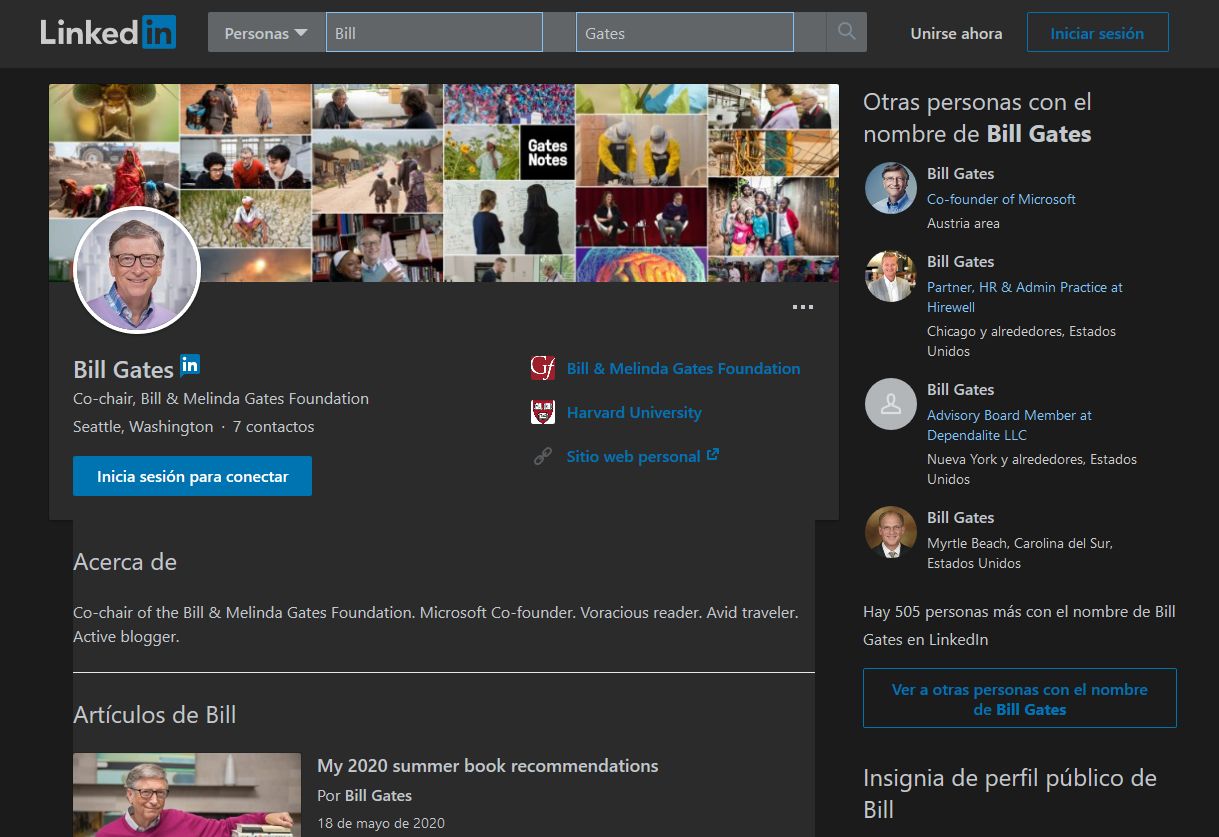 Linked in
Personas
Bill
Gates
Unirse ahora
Iniciar sesión
Gates
Notes
Bill Gates in
Co-chair, Bill & Melinda Gates Foundation
Seattle, Washington · 7 contactos
Inicia sesión para conectar
Gf Bill & Melinda Gates Foundation
Harvard University
Sitio web personal
Acerca de
Co-chair of the Bill & Melinda Gates Foundation. Microsoft Co-founder. Voracious reader. Avid traveler.
Active blogger.
Artículos de Bill
My 2020 summer book recommendations
Por Bill Gates
18 de mayo de 2020
Otras personas con el
nombre de Bill Gates
Bill Gates
Co-founder of Microsoft
Austria area
Bill Gates
Partner, HR & Admin Practice at
Hirewell
Chicago y alrededores, Estados
Unidos
Bill Gates
Advisory Board Member at
Dependalite LLC
Nueva York y alrededores, Estados
Unidos
Bill Gates
Myrtle Beach, Carolina del Sur,
Estados Unidos
Hay 505 personas más con el nombre de Bill
Gates en LinkedIn
Ver a otras personas con el nombre
de Bill Gates
Insignia de perfil público de
Bill